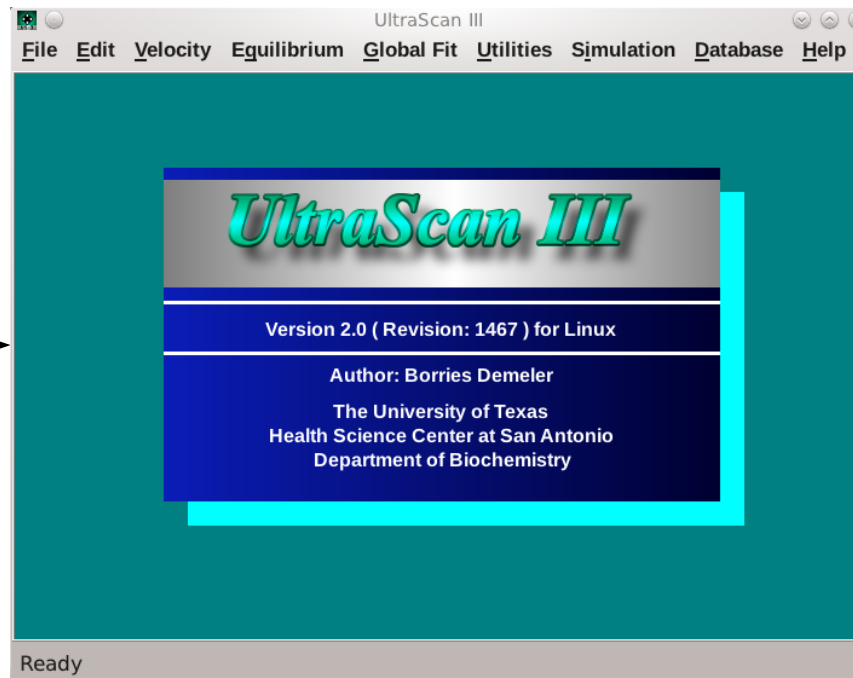 UltraScan III
File Edit Velocity Equilibrium Global Fit Utilities Simulation Database Help
UltraScan III
Version 2.0 ( Revision: 1467 ) for Linux
Author: Borries Demeler
The University of Texas
Health Science Center at San Antonio
Department of Biochemistry
Ready